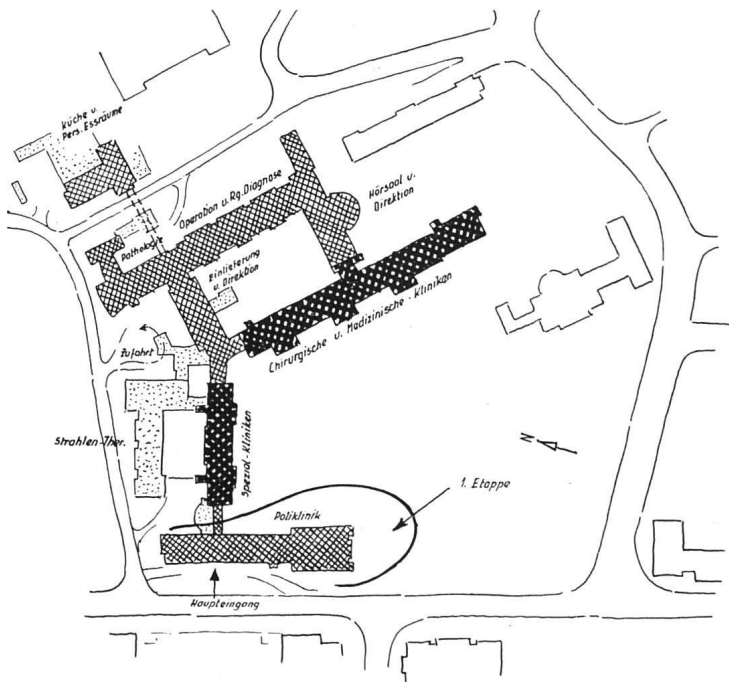 Küche u.
Pers. Essräume
Operation u. Rg. Diagnose
Hörsaal u.
Direktion
Pathologie
Einlieferung
u. Direktion
Chirurgische u. Medizinische - Kliniken
Zufahrt
Strahlen-Ther.
Spezial-Kliniken
N
1. Etappe
Poliklinik
Haupteingang